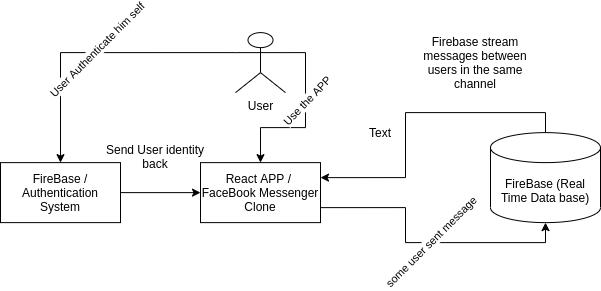 User Authenticate him self
User
Use the APP
Firebase stream
messages between
users in the same
channel
Text
Send User identity
back
FireBase /
Authentication
System
React APP /
FaceBook Messenger
Clone
FireBase (Real
Time Data base)
some user sent message